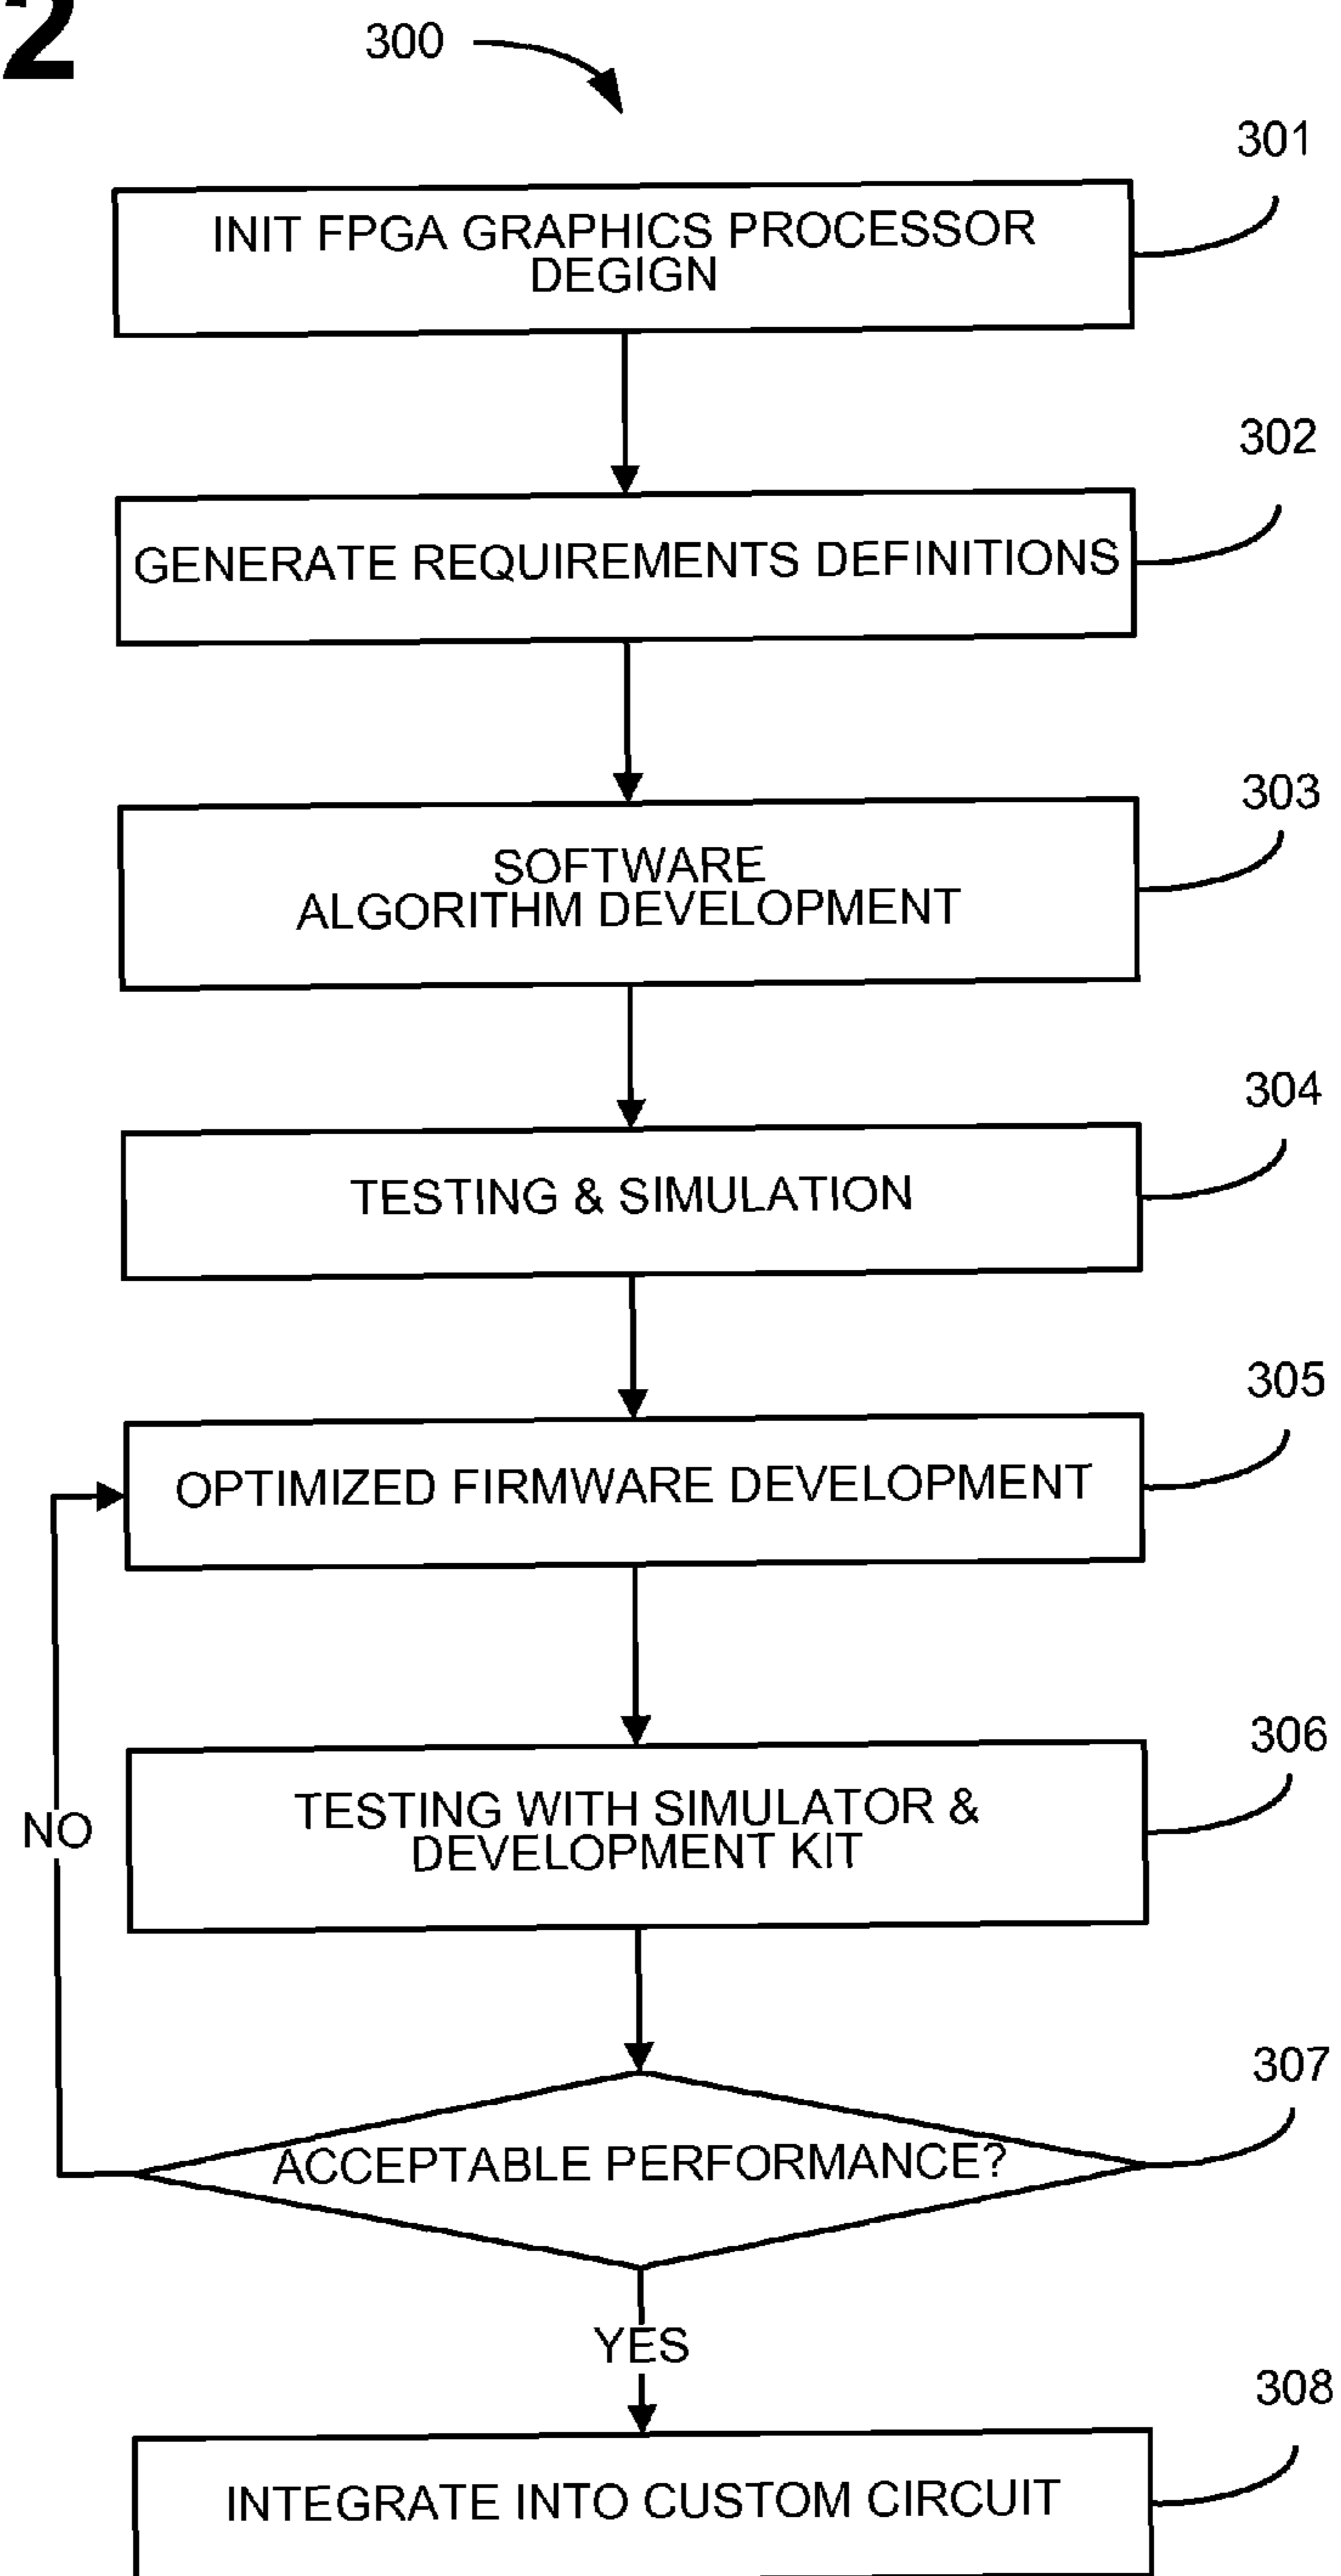 2
300
301
INIT FPGA GRAPHICS PROCESSOR
DEGIGN
302
GENERATE REQUIREMENTS DEFINITIONS
303
SOFTWARE
ALGORITHM DEVELOPMENT
304
TESTING & SIMULATION
305
OPTIMIZED FIRMWARE DEVELOPMENT
306
TESTING WITH SIMULATOR &
DEVELOPMENT KIT
NO
307
ACCEPTABLE PERFORMANCE?
YES
308
INTEGRATE INTO CUSTOM CIRCUIT